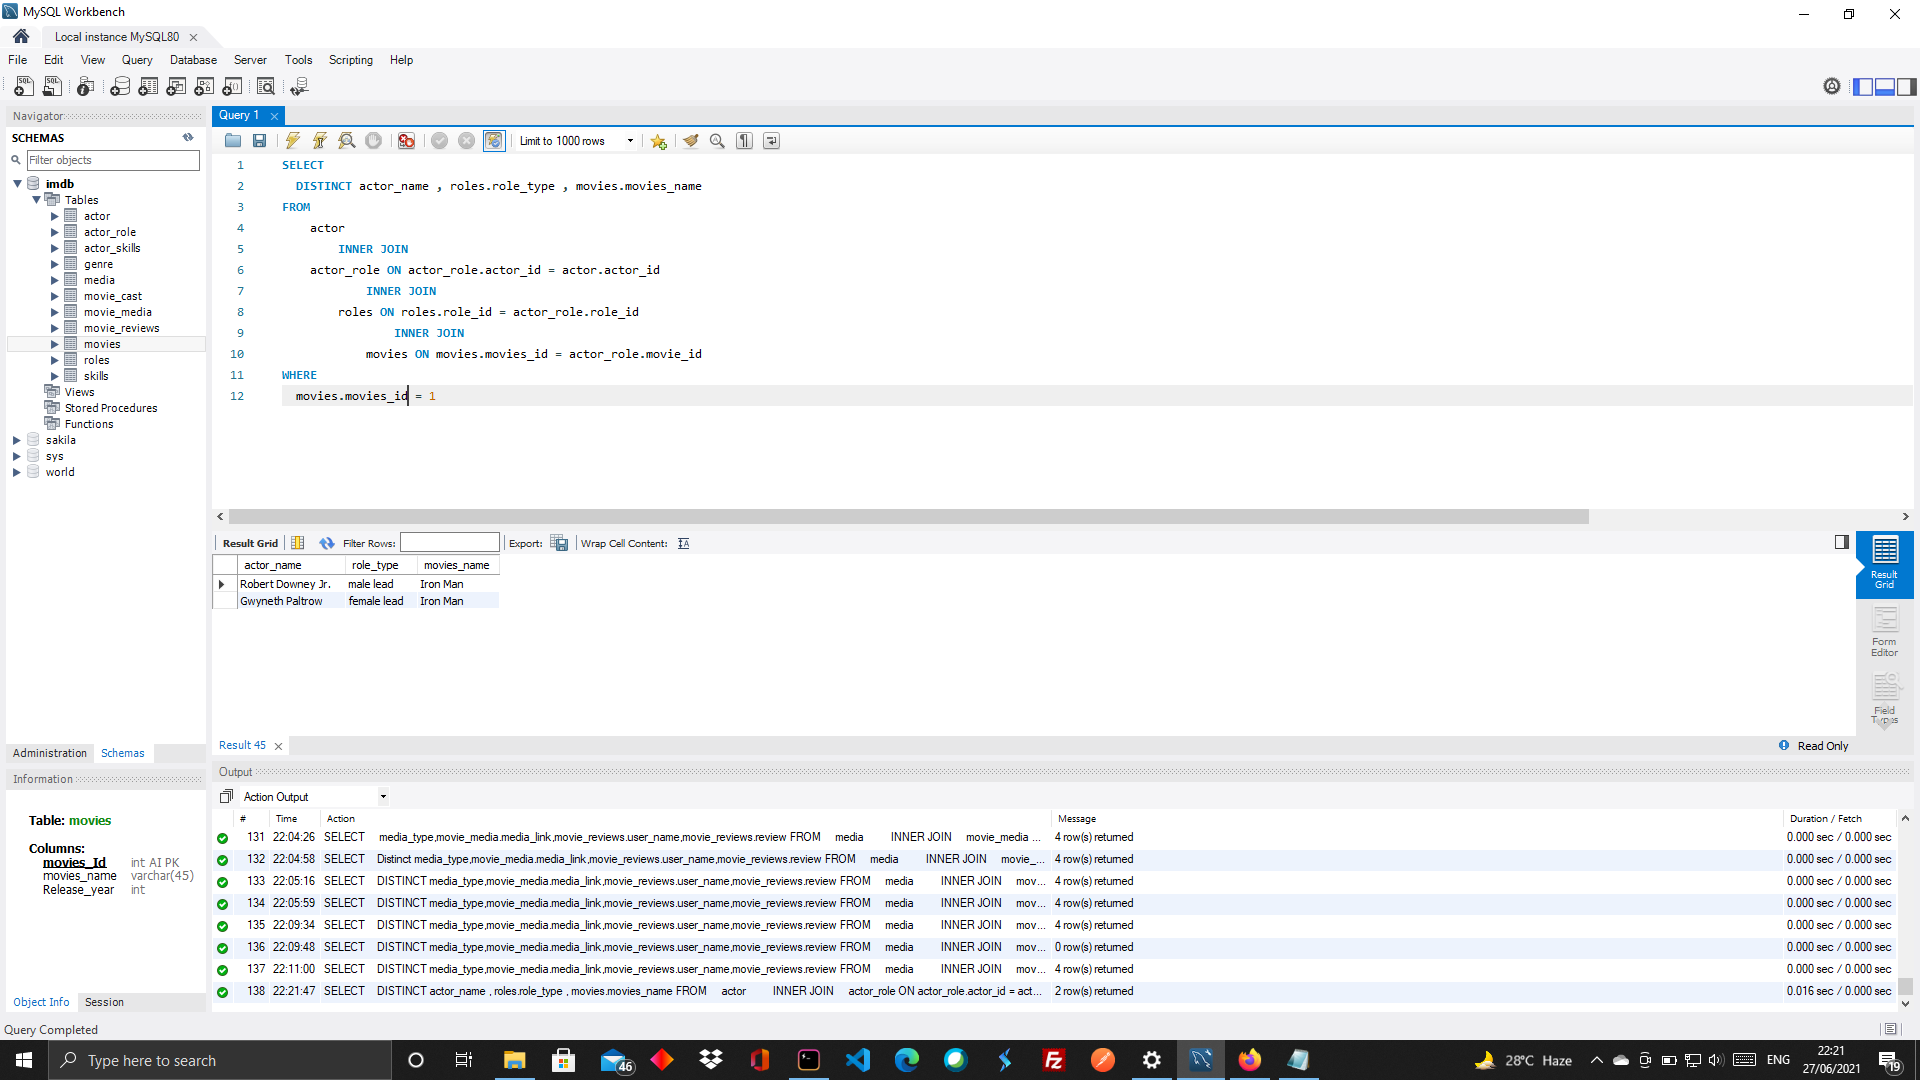 MySQL Workbench
Local instance MySQL80
File Edit View Query Database Server Tools Scripting Help
Navigator
SCHEMAS
Filter objects
imdb
Tables
actor
actor_role
actor_skills
genre
media
movie_cast
movie_media
movie_reviews
movies
roles
skills
Views
Stored Procedures
Functions
sakila
sys
world
Administration Schemas
Information
Table: movies
Columns:
movies_Id int AI PK
movies_name varchar(45)
Release_year int
Object Info Session
Query 1
Limit to 1000 rows
1 SELECT
2 DISTINCT actor_name , roles.role_type , movies.movies_name
3 FROM
4 actor
5 INNER JOIN
6 actor_role ON actor_role.actor_id = actor.actor_id
7 INNER JOIN
8 roles ON roles.role_id = actor_role.role_id
9 INNER JOIN
10 movies ON movies.movies_id = actor_role.movie_id
11 WHERE
12 movies.movies_id = 1
Result Grid Filter Rows: Export: Wrap Cell Content:
actor_name role_type movies_name
Robert Downey Jr. male lead Iron Man
Gwyneth Paltrow female lead Iron Man
Result Grid
Form Editor
Field Types
Result 45
Read Only
Output
Action Output
# Time Action Message Duration / Fetch
131 22:04:26 SELECT media_type,movie_media.media_link,movie_reviews.user_name,movie_reviews.review FROM media INNER JOIN movie_media ... 4 row(s) returned 0.000 sec / 0.000 sec
132 22:04:58 SELECT Distinct media_type,movie_media.media_link,movie_reviews.user_name,movie_reviews.review FROM media INNER JOIN movie_... 4 row(s) returned 0.000 sec / 0.000 sec
133 22:05:16 SELECT DISTINCT media_type,movie_media.media_link,movie_reviews.user_name,movie_reviews.review FROM media INNER JOIN mov... 4 row(s) returned 0.000 sec / 0.000 sec
134 22:05:59 SELECT DISTINCT media_type,movie_media.media_link,movie_reviews.user_name,movie_reviews.review FROM media INNER JOIN mov... 4 row(s) returned 0.000 sec / 0.000 sec
135 22:09:34 SELECT DISTINCT media_type,movie_media.media_link,movie_reviews.user_name,movie_reviews.review FROM media INNER JOIN mov... 4 row(s) returned 0.000 sec / 0.000 sec
136 22:09:48 SELECT DISTINCT media_type,movie_media.media_link,movie_reviews.user_name,movie_reviews.review FROM media INNER JOIN mov... 0 row(s) returned 0.000 sec / 0.000 sec
137 22:11:00 SELECT DISTINCT media_type,movie_media.media_link,movie_reviews.user_name,movie_reviews.review FROM media INNER JOIN mov... 4 row(s) returned 0.000 sec / 0.000 sec
138 22:21:47 SELECT DISTINCT actor_name , roles.role_type , movies.movies_name FROM actor INNER JOIN actor_role ON actor_role.actor_id = act... 2 row(s) returned 0.016 sec / 0.000 sec
Query Completed
Type here to search
46
28°C Haze
ENG
22:21
27/06/2021
19